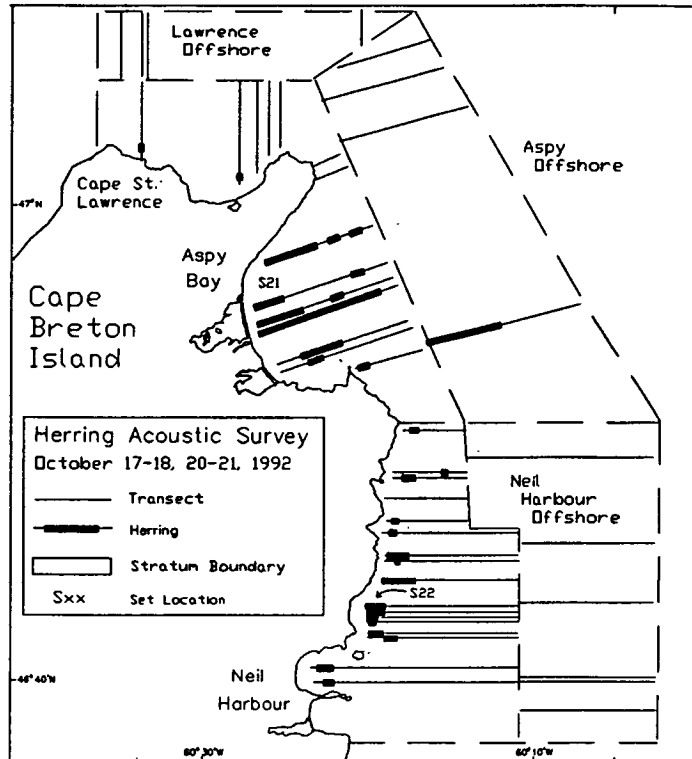 Lawrence
Offshore
Aspy
Offshore
Cape St.
Lawrence
47°N
Aspy
Bay
S21
Cape
Breton
Island
Herring Acoustic Survey
October 17-18, 20-21, 1992
Transect
Herring
Stratum Boundary
Sxx Set Location
Neil
Harbour
Offshore
S22
Neil
Harbour
46°40'N
60°30'W
60°10'W